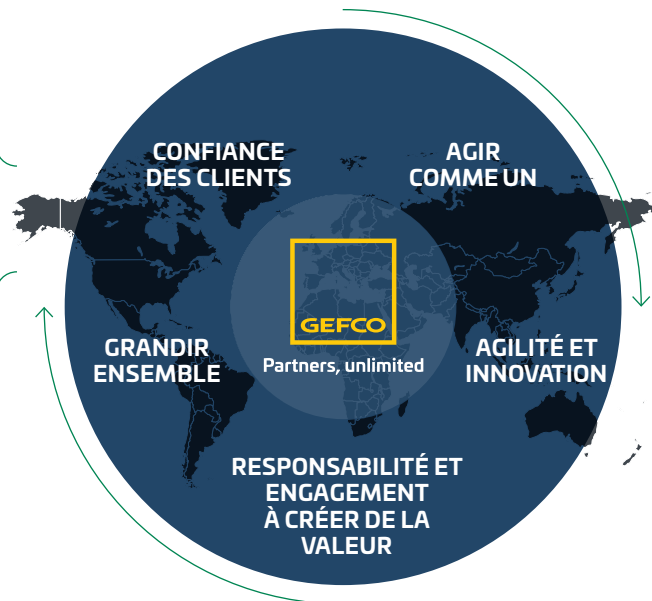 CONFIANCE
DES CLIENTS
AGIR
COMME UN
GEFCO
Partners, unlimited
GRANDIR
ENSEMBLE
AGILITÉ ET
INNOVATION
RESPONSABILITÉ ET
ENGAGEMENT
À CRÉER DE LA
VALEUR